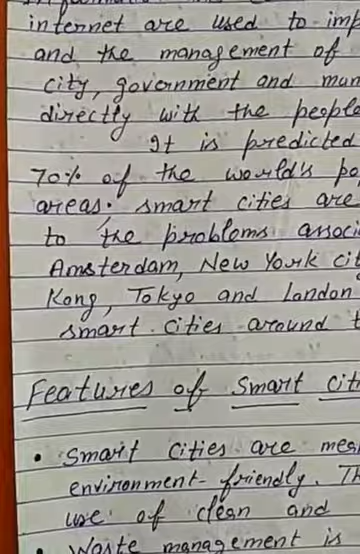 internet are used to imp
and the management of
city, government and mun
directly with the people
It is predicted
70% of the world's po
areas. smart cities are
to the problems associ
Amsterdam, New York cit
Kong, Tokyo and London
smart cities around t
Features of Smart Citi
• Smart Cities are mea
environment-friendly. Th
use of clean and
• Waste management is